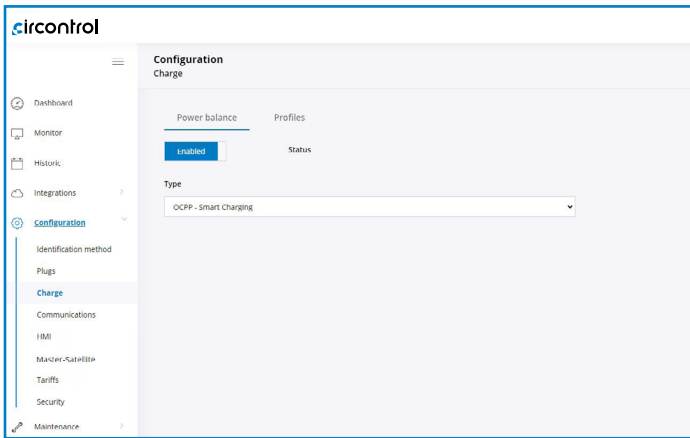 circontrol
Configuration
Charge
Dashboard
Monitor
Historic
Integrations
Configuration
Identification method
Plugs
Charge
Communications
HMI
Master-Satellite
Tariffs
Security
Maintenance
Power balance Profiles
Enabled Status
Type
OCPP - Smart Charging